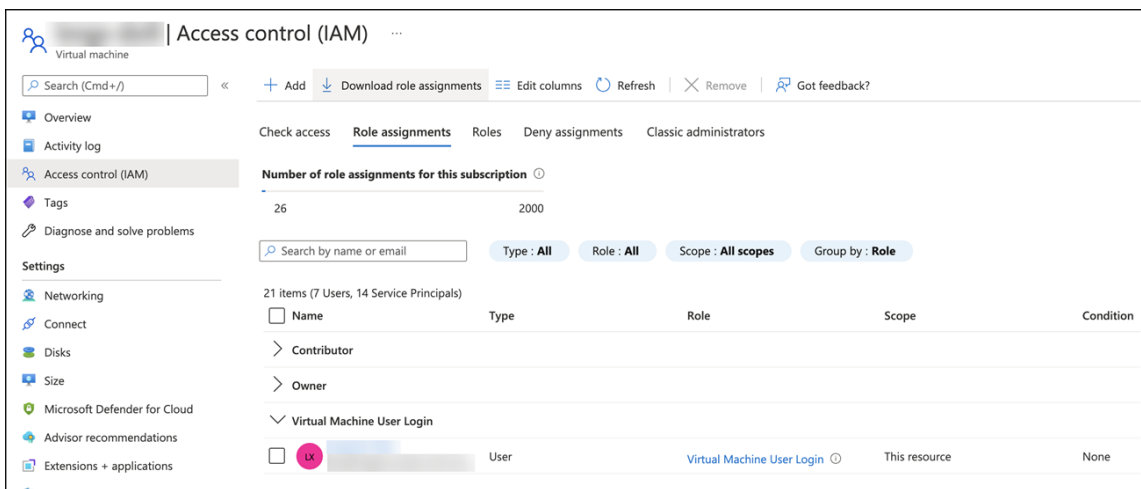 | Access control (IAM) ...
Virtual machine
Search (Cmd+/)
«
Add
Download role assignments
Edit columns
Refresh
Remove
Got feedback?
Overview
Activity log
Access control (IAM)
Tags
Diagnose and solve problems
Settings
Networking
Connect
Disks
Size
Microsoft Defender for Cloud
Advisor recommendations
Extensions + applications
Check access Role assignments Roles Deny assignments Classic administrators
Number of role assignments for this subscription
26 2000
Search by name or email
Type : All
Role : All
Scope : All scopes
Group by : Role
21 items (7 Users, 14 Service Principals)
Name Type Role Scope Condition
Contributor
Owner
Virtual Machine User Login
LX User Virtual Machine User Login This resource None